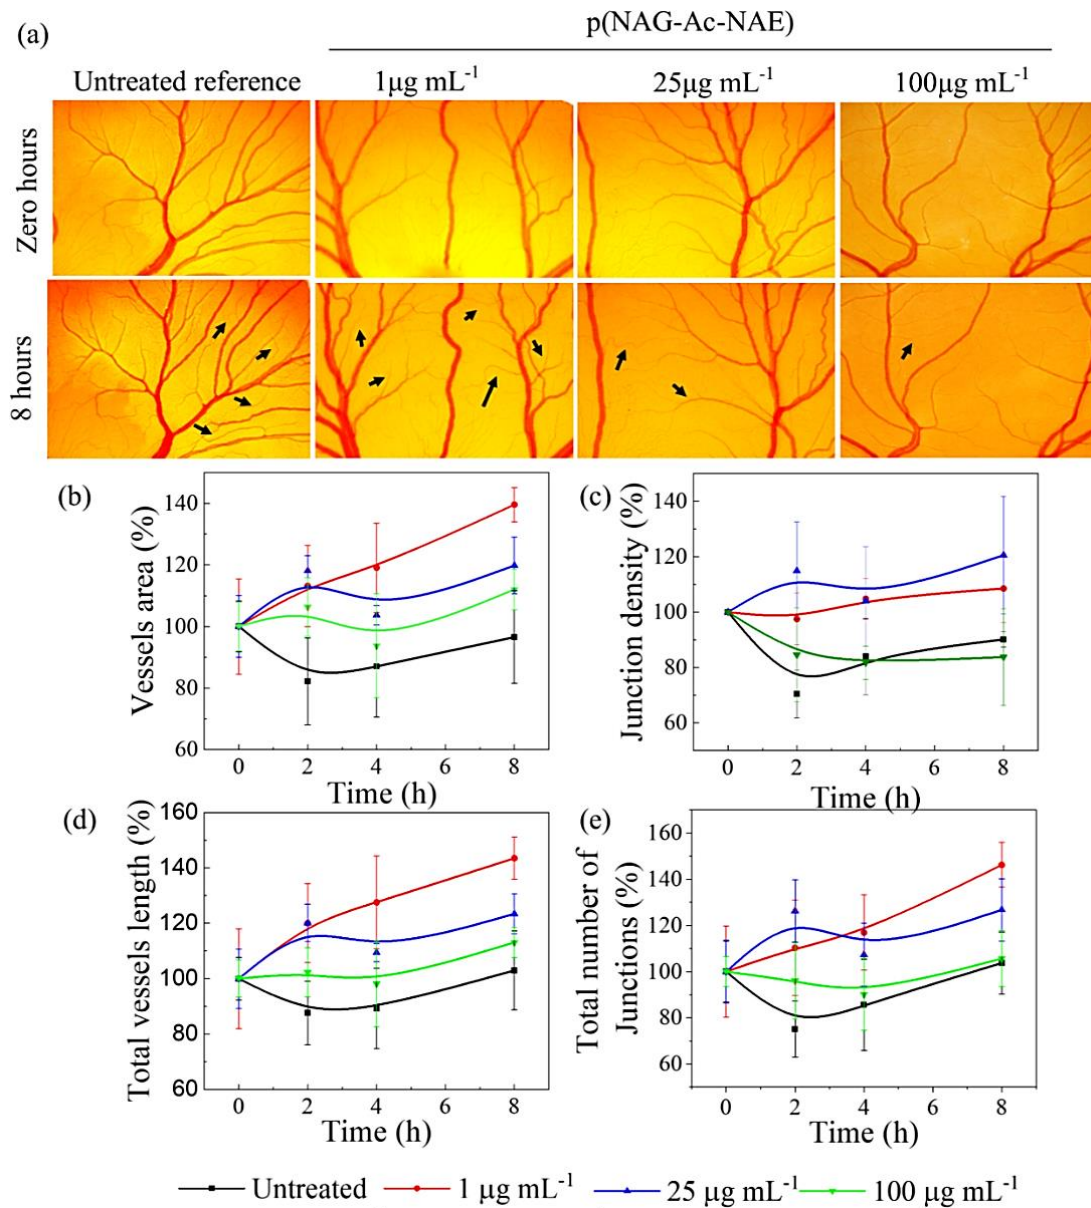 (a)
p(NAG-Ac-NAE)
Untreated reference
1μg mL⁻¹
25μg mL⁻¹
100μg mL⁻¹
Zero hours
8 hours
(b)
Vessels area (%)
140
120
100
80
60
0 2 4 6 8
Time (h)
(c)
Junction density (%)
140
120
100
80
60
0 2 4 6 8
Time (h)
(d)
Total vessels length (%)
160
140
120
100
80
60
0 2 4 6 8
Time (h)
(e)
Total number of
Junctions (%)
160
140
120
100
80
60
0 2 4 6 8
Time (h)
Untreated
1 μg mL⁻¹
25 μg mL⁻¹
100 μg mL⁻¹